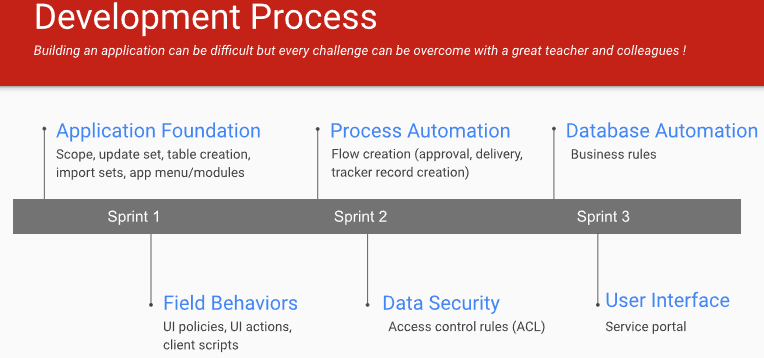 Development Process
Building an application can be difficult but every challenge can be overcome with a great teacher and colleagues !
Application Foundation
Scope, update set, table creation,
import sets, app menu/modules
Process Automation
Flow creation (approval, delivery,
tracker record creation)
Database Automation
Business rules
Sprint 1
Sprint 2
Sprint 3
Field Behaviors
UI policies, UI actions,
client scripts
Data Security
Access control rules (ACL)
User Interface
Service portal